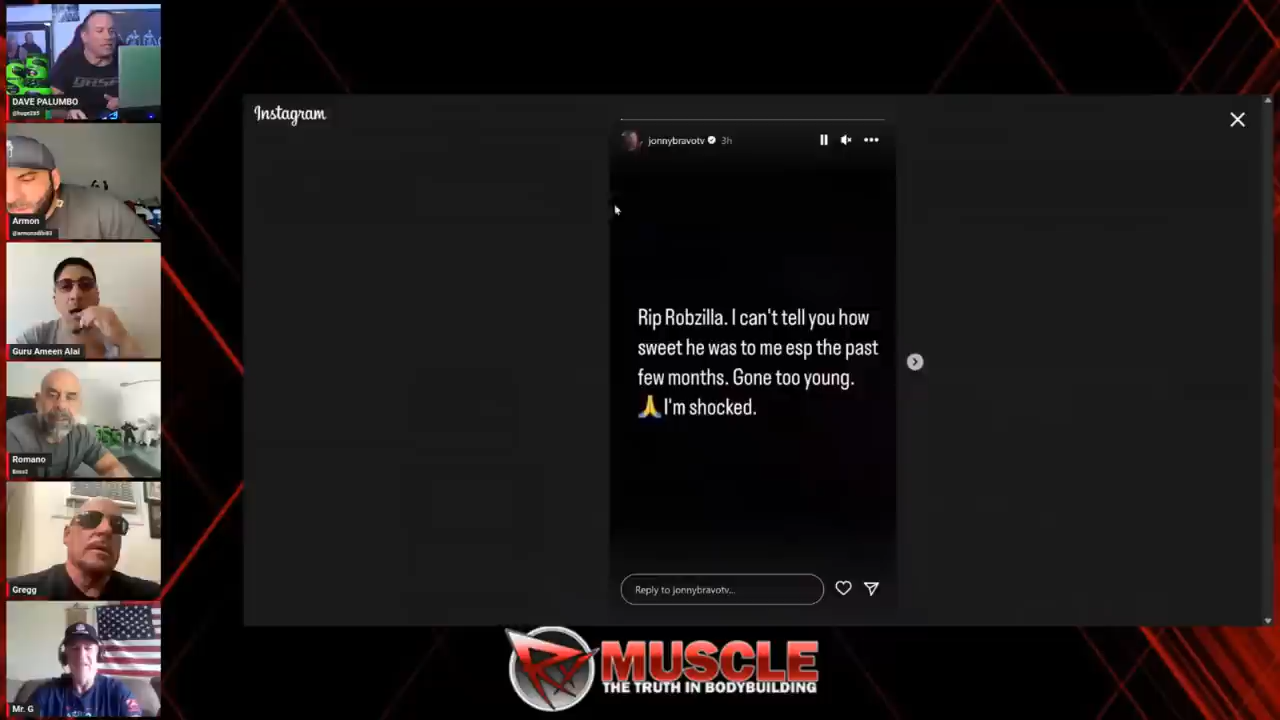 DAVE PALUMBO
@huge285
Armon
Guru Ameen Alai
Romano
Gregg
Mr. G
Instagram
jonnybravotv 3h
Rip Robzilla. I can't tell you how
sweet he was to me esp the past
few months. Gone too young.
🙏I'm shocked.
Reply to jonnybravotv...
Rx MUSCLE
THE TRUTH IN BODYBUILDING